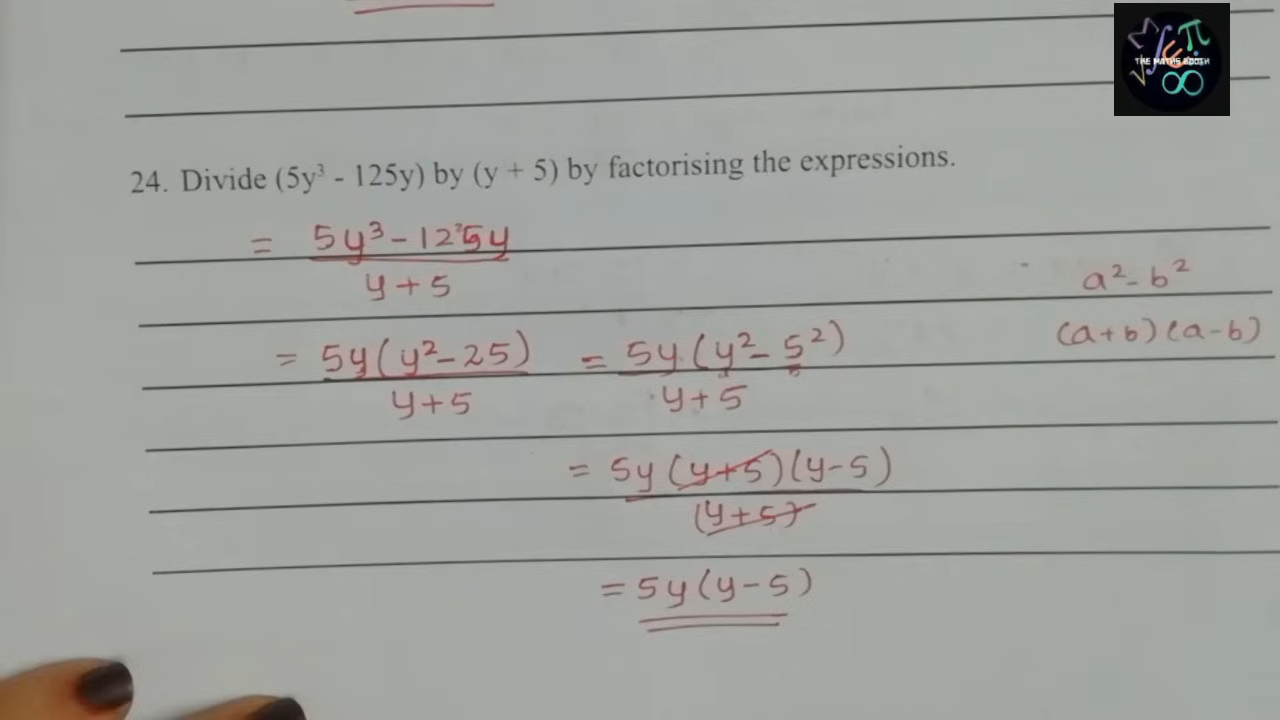 THE MATHS BOOTH
24. Divide (5y³ - 125y) by (y + 5) by factorising the expressions.
= 5y³ - 125y
y + 5
a² - b²
(a+b)(a-b)
= 5y(y² - 25) = 5y(y² - 5²)
y + 5 y + 5
= 5y(y+5)(y-5)
(y+5)
= 5y(y-5)